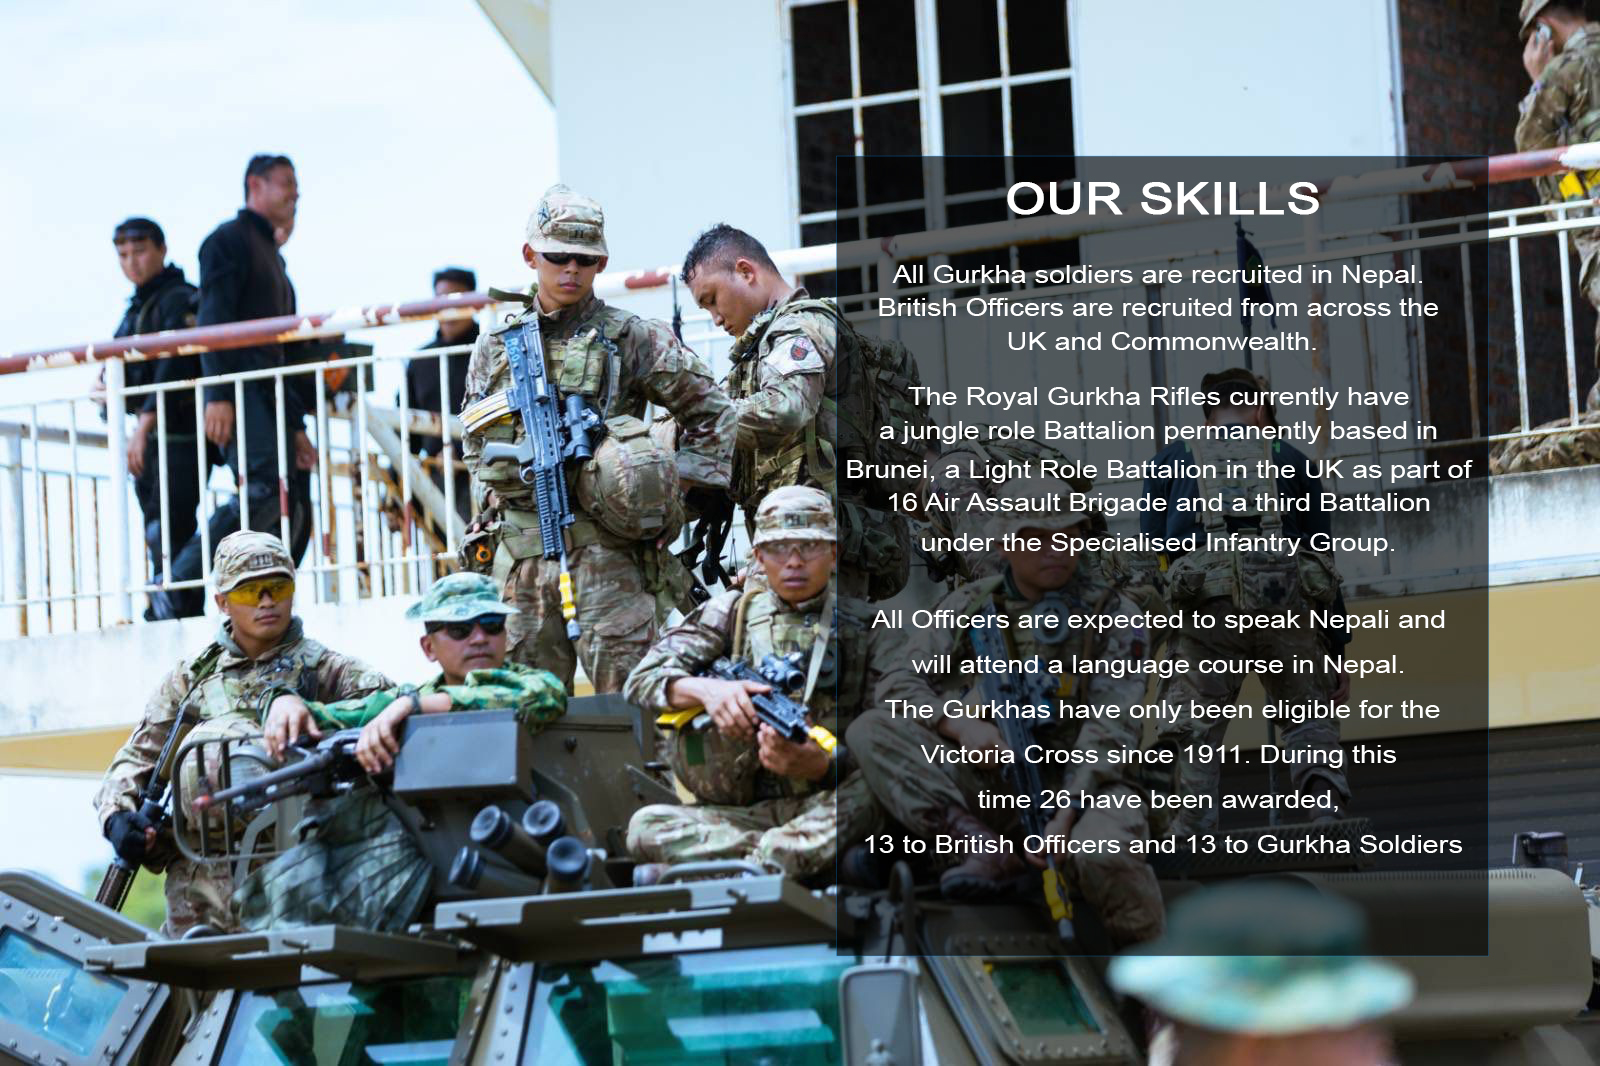 OUR SKILLS
All Gurkha soldiers are recruited in Nepal.
British Officers are recruited from across the
UK and Commonwealth.
The Royal Gurkha Rifles currently have
a jungle role Battalion permanently based in
Brunei, a Light Role Battalion in the UK as part of
16 Air Assault Brigade and a third Battalion
under the Specialised Infantry Group.
All Officers are expected to speak Nepali and
will attend a language course in Nepal.
The Gurkhas have only been eligible for the
Victoria Cross since 1911. During this
time 26 have been awarded,
13 to British Officers and 13 to Gurkha Soldiers